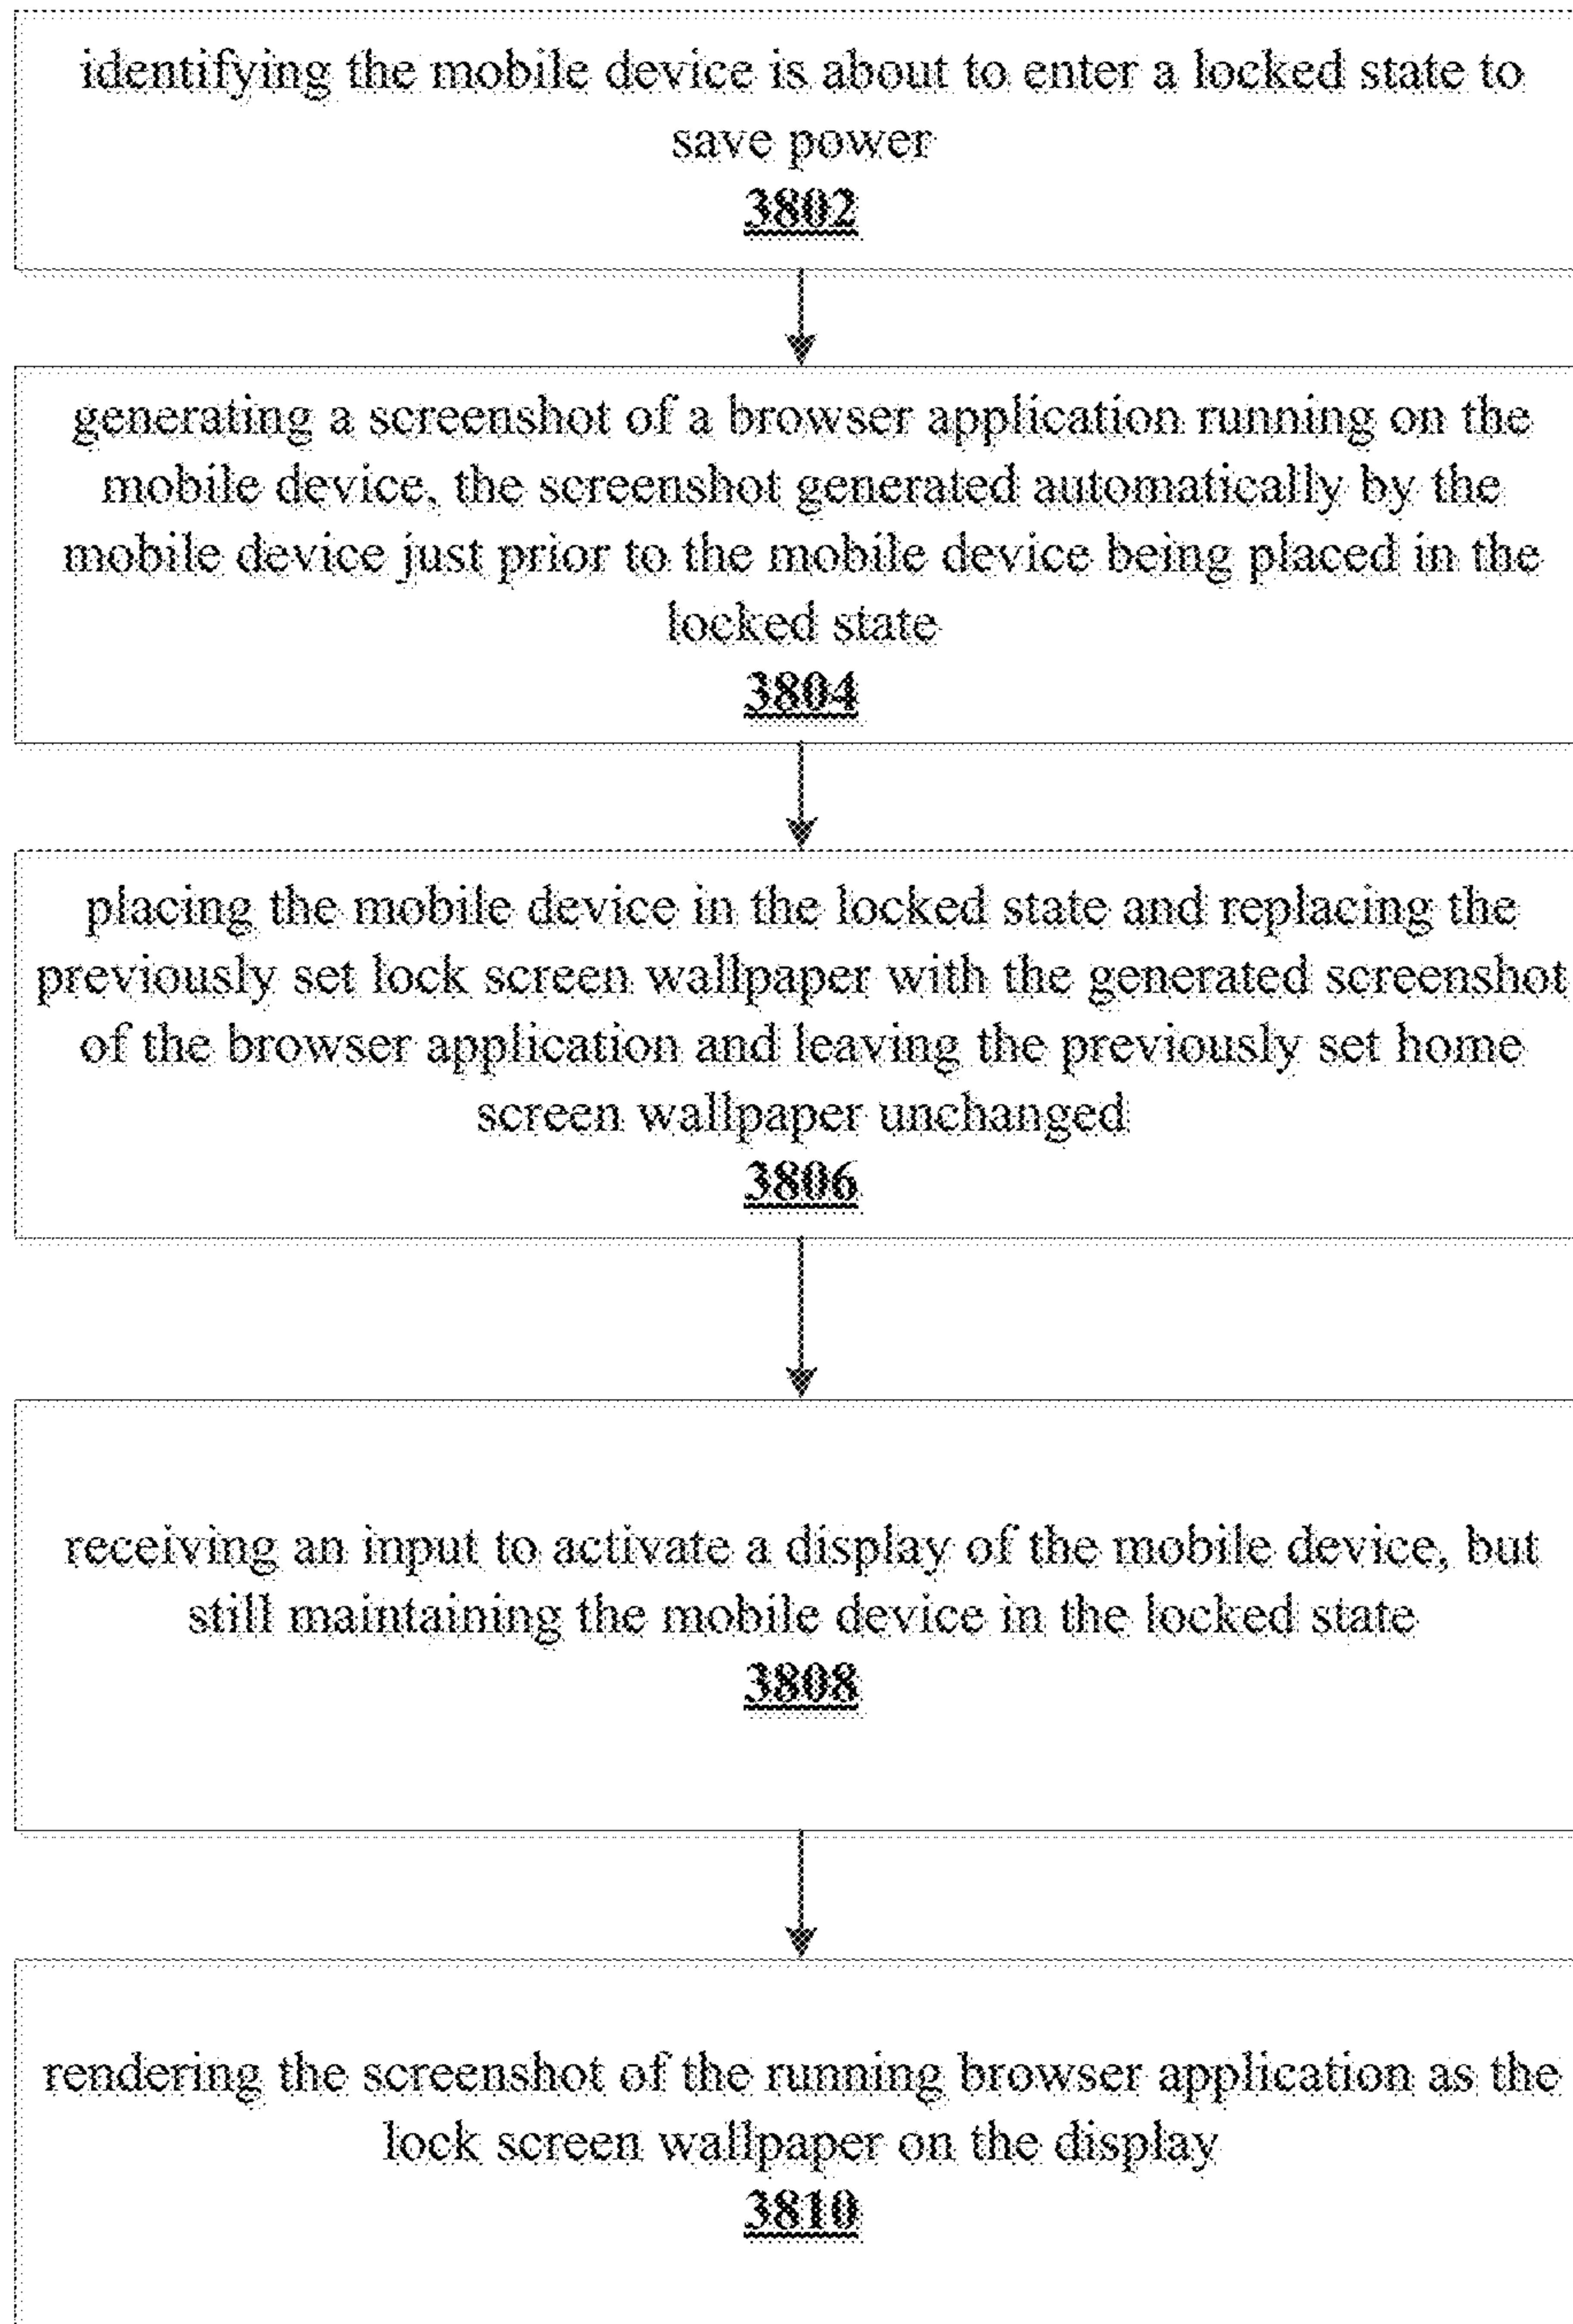 identifying the mobile device is about to enter a locked state to
save power
3802
generating a screenshot of a browser application running on the
mobile device, the screenshot generated automatically by the
mobile device just prior to the mobile device being placed in the
locked state
3804
placing the mobile device in the locked state and replacing the
previously set lock screen wallpaper with the generated screenshot
of the browser application and leaving the previously set home
screen wallpaper unchanged
3806
receiving an input to activate a display of the mobile device, but
still maintaining the mobile device in the locked state
3808
rendering the screenshot of the running browser application as the
lock screen wallpaper on the display
3810